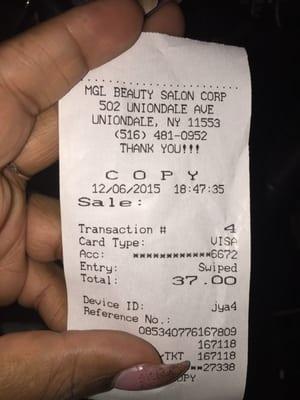 COPY
MGL BEAUTY SALON CORP
502 UNIONDALE AVE
UNIONDALE, NY 11553
(516) 481-0952
THANK YOU!!!
COPY
12/06/2015 18:47:35
Sale:
Transaction # 4
Card Type: VISA
Acc: ************6672
Entry: Swiped
Total: 37.00
Device ID: jya4
Reference No.:
085340776167809
167118
TKT 167118
**27338
COPY